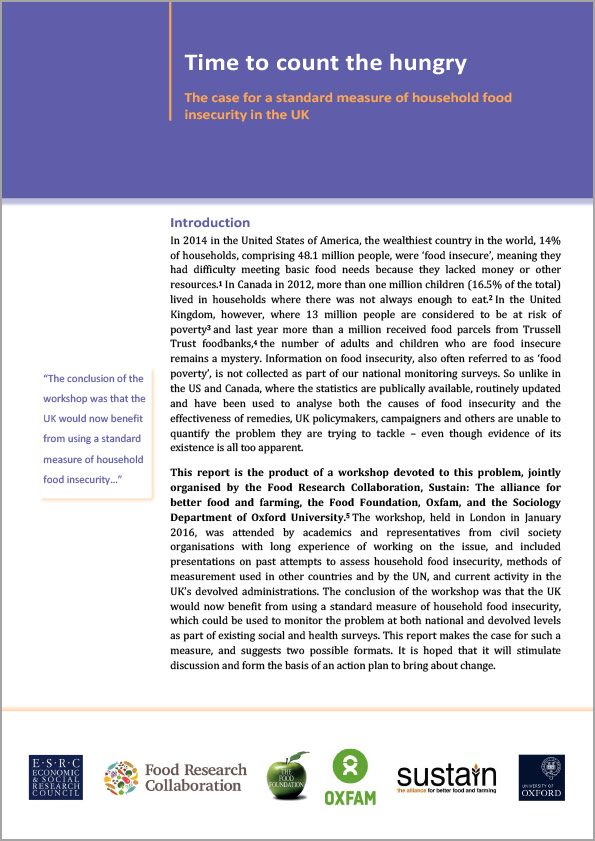 Time to count the hungry
The case for a standard measure of household food
insecurity in the UK
Introduction
In 2014 in the United States of America, the wealthiest country in the world, 14%
of households, comprising 48.1 million people, were ‘food insecure’, meaning they
had difficulty meeting basic food needs because they lacked money or other
resources.1 In Canada in 2012, more than one million children (16.5% of the total)
lived in households where there was not always enough to eat.2 In the United
Kingdom, however, where 13 million people are considered to be at risk of
poverty3 and last year more than a million received food parcels from Trussell
Trust foodbanks,4 the number of adults and children who are food insecure
remains a mystery. Information on food insecurity, also often referred to as ‘food
poverty’, is not collected as part of our national monitoring surveys. So unlike in
the US and Canada, where the statistics are publically available, routinely updated
and have been used to analyse both the causes of food insecurity and the
effectiveness of remedies, UK policymakers, campaigners and others are unable to
quantify the problem they are trying to tackle – even though evidence of its
existence is all too apparent.
“The conclusion of the
workshop was that the
UK would now benefit
from using a standard
measure of household
food insecurity…”
This report is the product of a workshop devoted to this problem, jointly
organised by the Food Research Collaboration, Sustain: The alliance for
better food and farming, the Food Foundation, Oxfam, and the Sociology
Department of Oxford University.5 The workshop, held in London in January
2016, was attended by academics and representatives from civil society
organisations with long experience of working on the issue, and included
presentations on past attempts to assess household food insecurity, methods of
measurement used in other countries and by the UN, and current activity in the
UK’s devolved administrations. The conclusion of the workshop was that the UK
would now benefit from using a standard measure of household food insecurity,
which could be used to monitor the problem at both national and devolved levels
as part of existing social and health surveys. This report makes the case for such a
measure, and suggests two possible formats. It is hoped that it will stimulate
discussion and form the basis of an action plan to bring about change.
E·S·R·C
ECONOMIC
& SOCIAL
RESEARCH
COUNCIL
Food Research
Collaboration
THE
FOOD
FOUNDATION
OXFAM
sustain
the alliance for better food and farming
UNIVERSITY OF
OXFORD